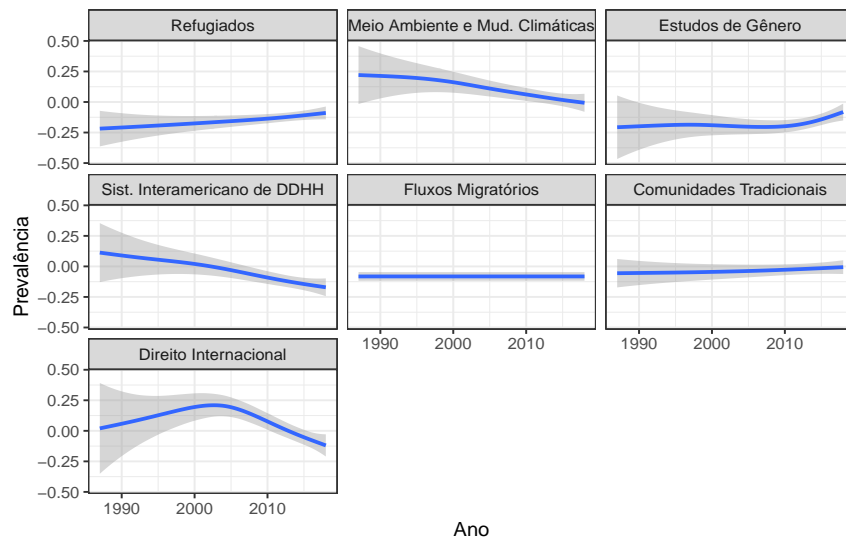 Refugiados
Meio Ambiente e Mud. Climáticas
Estudos de Gênero
0.50
0.25
0.00
−0.25
−0.50
Sist. Interamericano de DDHH
Fluxos Migratórios
Comunidades Tradicionais
0.50
0.25
0.00
−0.25
−0.50
1990
2000
2010
1990
2000
2010
Direito Internacional
0.50
0.25
0.00
−0.25
−0.50
1990
2000
2010
Prevalência
Ano